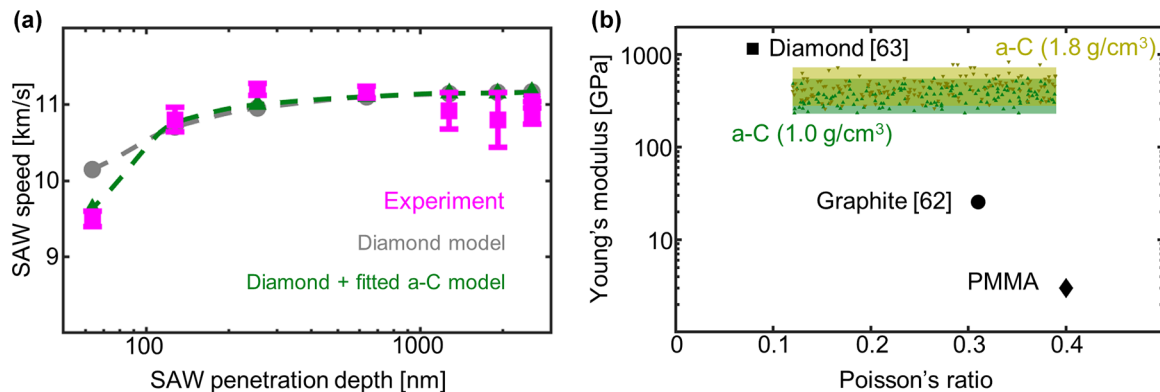 (a)
SAW speed [km/s]
11
10
9
Experiment
Diamond model
Diamond + fitted a-C model
100
1000
SAW penetration depth [nm]
(b)
Young's modulus [GPa]
1000
100
10
Diamond [63]
a-C (1.8 g/cm³)
a-C (1.0 g/cm³)
Graphite [62]
PMMA
0
0.1
0.2
0.3
0.4
Poisson's ratio